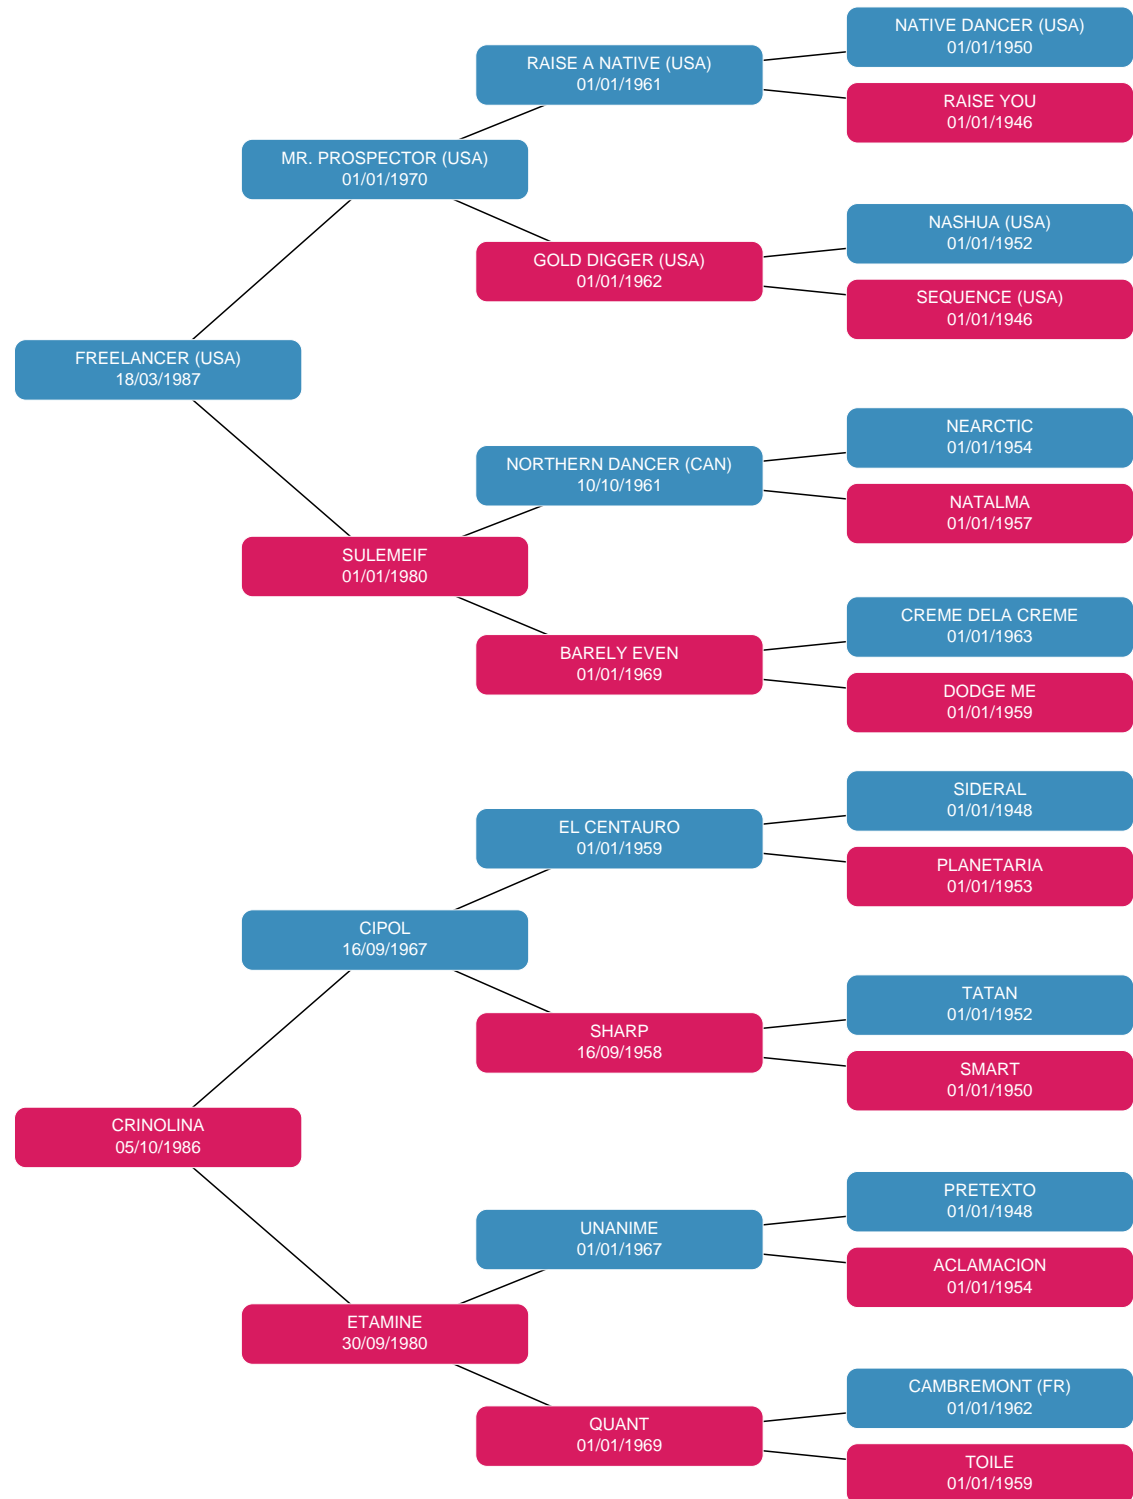 NATIVE DANCER (USA)
01/01/1950
RAISE A NATIVE (USA)
01/01/1961
RAISE YOU
01/01/1946
MR. PROSPECTOR (USA)
01/01/1970
NASHUA (USA)
01/01/1952
GOLD DIGGER (USA)
01/01/1962
SEQUENCE (USA)
01/01/1946
FREELANCER (USA)
18/03/1987
NEARCTIC
01/01/1954
NORTHERN DANCER (CAN)
10/10/1961
NATALMA
01/01/1957
SULEMEIF
01/01/1980
CREME DELA CREME
01/01/1963
BARELY EVEN
01/01/1969
DODGE ME
01/01/1959
SIDERAL
01/01/1948
EL CENTAURO
01/01/1959
PLANETARIA
01/01/1953
CIPOL
16/09/1967
TATAN
01/01/1952
SHARP
16/09/1958
SMART
01/01/1950
CRINOLINA
05/10/1986
PRETEXTO
01/01/1948
UNANIME
01/01/1967
ACLAMACION
01/01/1954
ETAMINE
30/09/1980
CAMBREMONT (FR)
01/01/1962
QUANT
01/01/1969
TOILE
01/01/1959